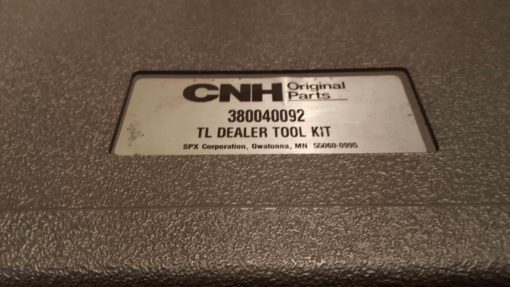 CNH Original
Parts
380040092
TL DEALER TOOL KIT
SPX Corporation, Owatonna, MN 55060-0995